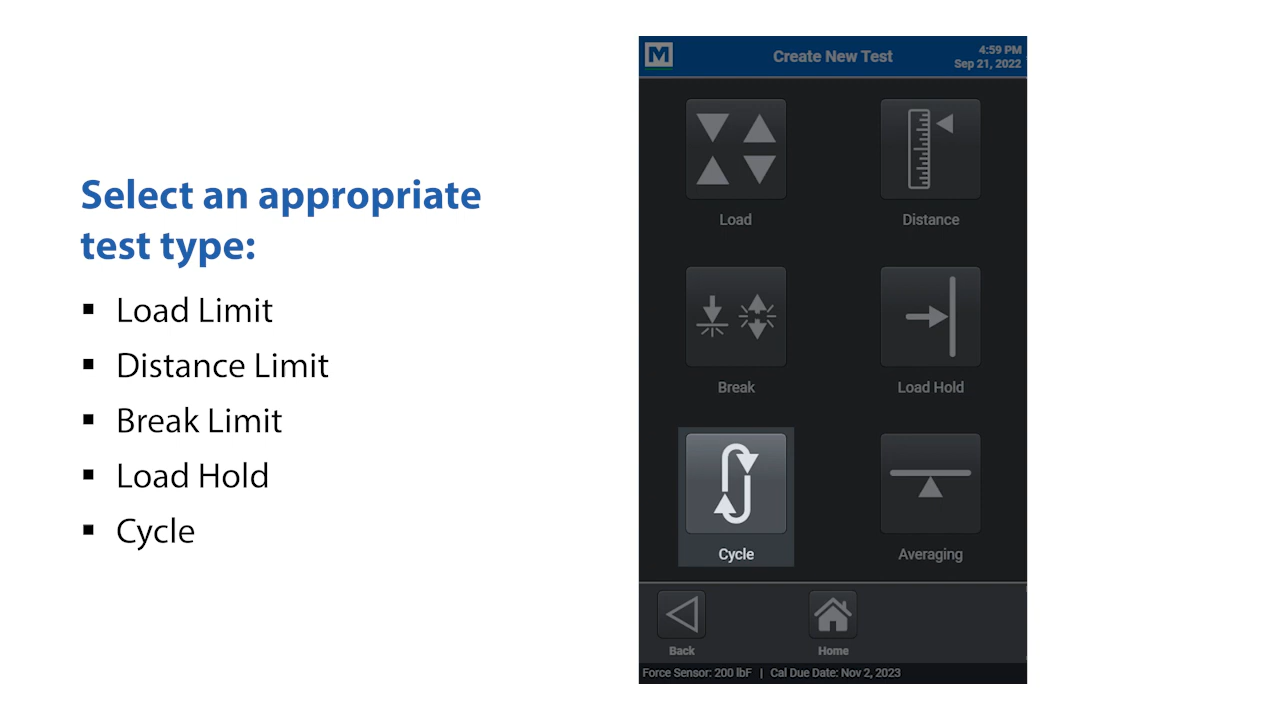 Select an appropriate
test type:
▪ Load Limit
▪ Distance Limit
▪ Break Limit
▪ Load Hold
▪ Cycle
M
Create New Test
4:59 PM
Sep 21, 2022
Load
Distance
Break
Load Hold
Cycle
Averaging
Back
Home
Force Sensor: 200 lbF | Cal Due Date: Nov 2, 2023